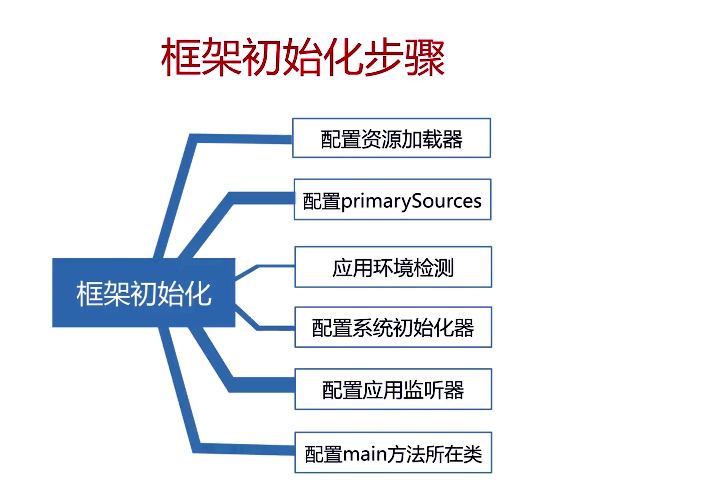 框架初始化步骤
配置资源加载器
配置primarySources
应用环境检测
框架初始化
配置系统初始化器
配置应用监听器
配置main方法所在类